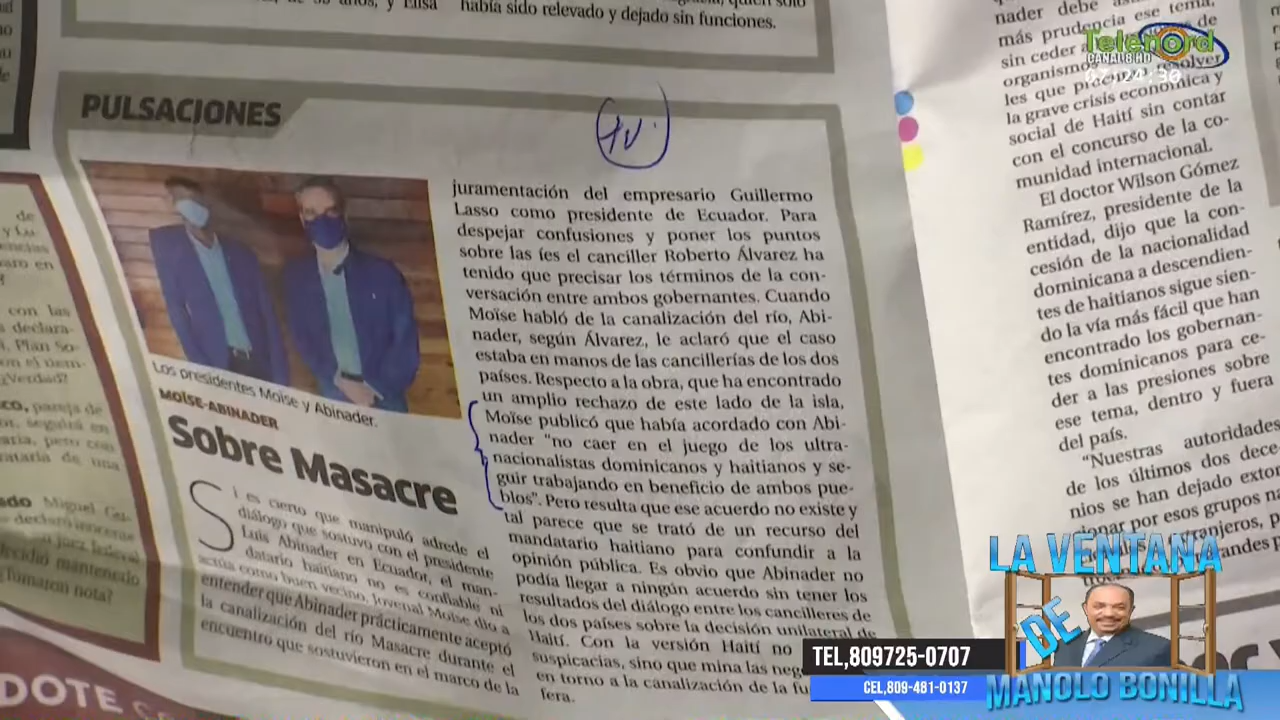 había sido relevado y dejado sin funciones.
PULSACIONES
TV.
Los presidentes Moïse y Abinader.
MOÏSE-ABINADER
Sobre Masacre
Si es cierto que manipuló adrede el
diálogo que sostuvo con el presidente
Luis Abinader en Ecuador, el man-
datario haitiano no es confiable ni
actúa como buen vecino. Jovenal Moïse dio a
entender que Abinader prácticamente aceptó
la canalización del río Masacre durante el
encuentro que sostuvieron en el marco de la
juramentación del empresario Guillermo
Lasso como presidente de Ecuador. Para
despejar confusiones y poner los puntos
sobre las íes el canciller Roberto Álvarez ha
tenido que precisar los términos de la con-
versación entre ambos gobernantes. Cuando
Moïse habló de la canalización del río, Abi-
nader, según Álvarez, le aclaró que el caso
estaba en manos de las cancillerías de los dos
países. Respecto a la obra, que ha encontrado
un amplio rechazo de este lado de la isla,
Moïse publicó que había acordado con Abi-
nader “no caer en el juego de los ultra-
nacionalistas dominicanos y haitianos y se-
guir trabajando en beneficio de ambos pue-
blos”. Pero resulta que ese acuerdo no existe y
tal parece que se trató de un recurso del
mandatario haitiano para confundir a la
opinión pública. Es obvio que Abinader no
podía llegar a ningún acuerdo sin tener los
resultados del diálogo entre los cancilleres de
los dos países sobre la decisión unilateral de
Haití. Con la versión Haití no
suspicacias, sino que mina las
en torno a la canalización de la
fera.
nader debe
más prudencia ese tema,
sin ceder a de
organismos
les que resolver
la grave crisis económica y
social de Haití sin contar
con el concurso de la co-
munidad internacional.
El doctor Wilson Gómez
Ramírez, presidente de la
entidad, dijo que la con-
cesión de la nacionalidad
dominicana a descendien-
tes de haitianos sigue sien-
do la vía más fácil que han
encontrado los gobernan-
tes dominicanos para ce-
der a las presiones sobre
ese tema, dentro y fuera
del país.
“Nuestras autoridades
de los últimos dos dece-
nios se han dejado
por esos grupos
Telenord
CANAL 8 HD
07:24:30
LA VENTANA
DE
MANOLO BONILLA
TEL,809725-0707
CEL,809-481-0137
DOTE